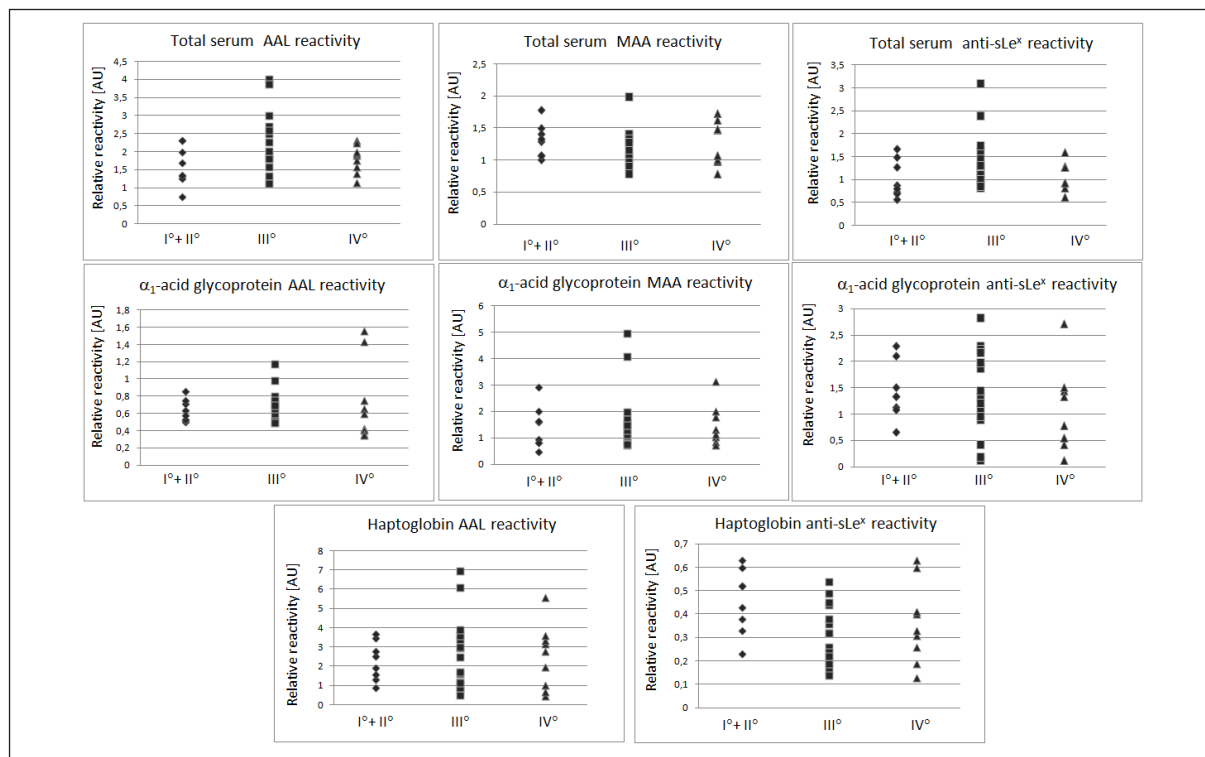 Total serum AAL reactivity
Relative reactivity [AU]
4,5
4
3,5
3
2,5
2
1,5
1
0,5
0
I°+ II°
III°
IV°
Total serum MAA reactivity
Relative reactivity [AU]
2,5
2
1,5
1
0,5
0
I°+ II°
III°
IV°
Total serum anti-sLeˣ reactivity
Relative reactivity [AU]
3,5
3
2,5
2
1,5
1
0,5
0
I°+ II°
III°
IV°
α₁-acid glycoprotein AAL reactivity
Relative reactivity [AU]
1,8
1,6
1,4
1,2
1
0,8
0,6
0,4
0,2
0
I°+ II°
III°
IV°
α₁-acid glycoprotein MAA reactivity
Relative reactivity [AU]
6
5
4
3
2
1
0
I°+ II°
III°
IV°
α₁-acid glycoprotein anti-sLeˣ reactivity
Relative reactivity [AU]
3
2,5
2
1,5
1
0,5
0
I°+ II°
III°
IV°
Haptoglobin AAL reactivity
Relative reactivity [AU]
8
7
6
5
4
3
2
1
0
I°+ II°
III°
IV°
Haptoglobin anti-sLeˣ reactivity
Relative reactivity [AU]
0,7
0,6
0,5
0,4
0,3
0,2
0,1
0
I°+ II°
III°
IV°